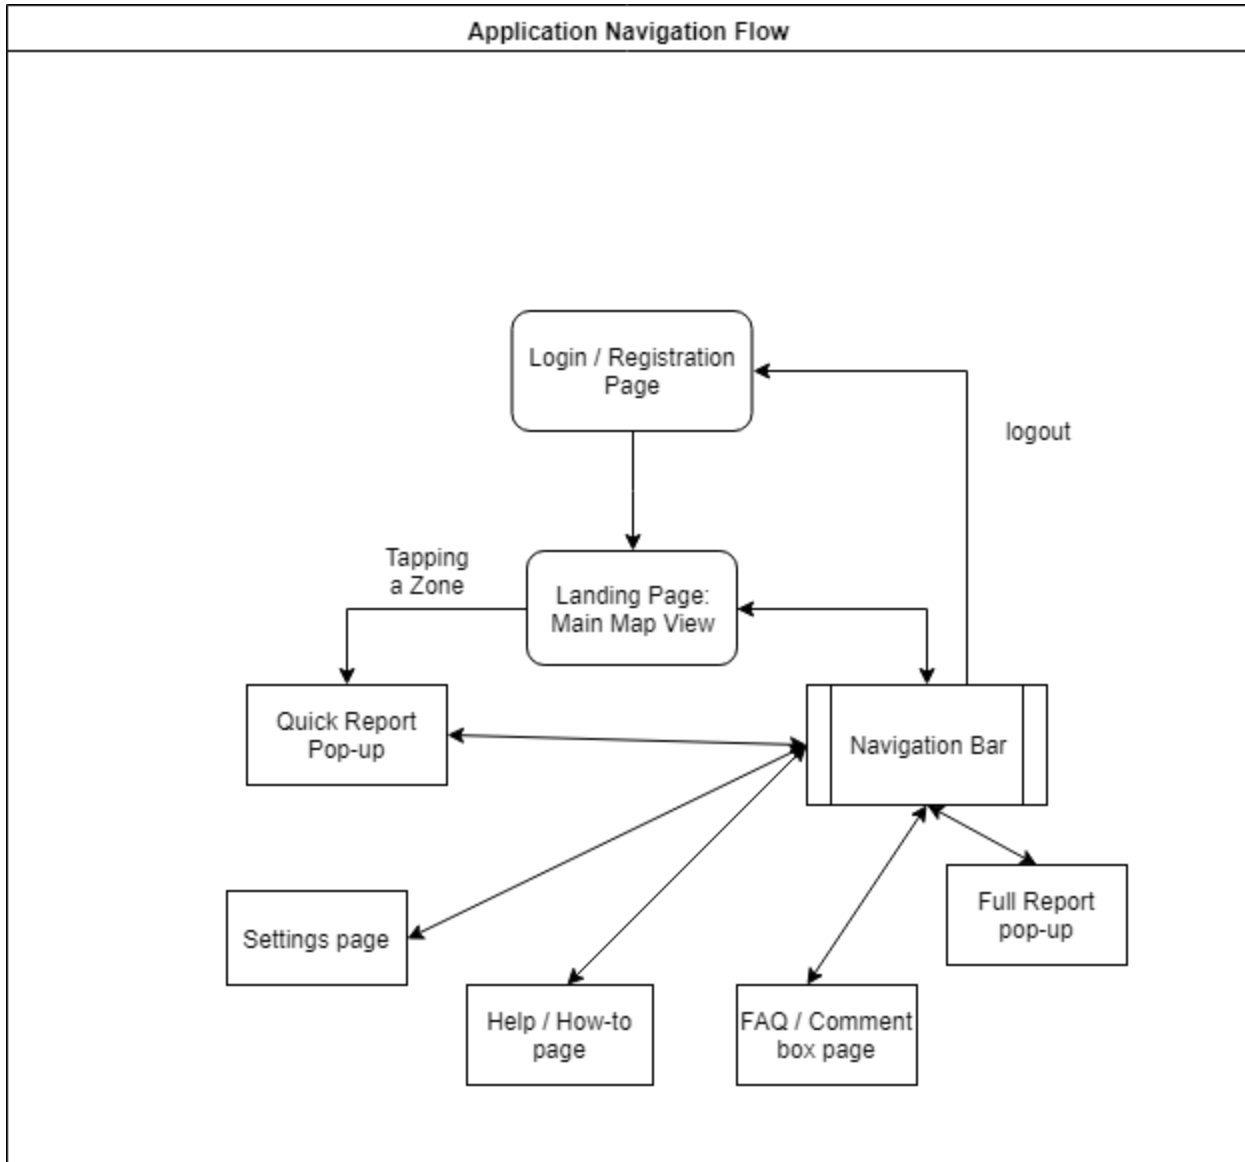 Application Navigation Flow
Login / Registration
Page
logout
Tapping
a Zone
Landing Page:
Main Map View
Quick Report
Pop-up
Navigation Bar
Settings page
Full Report
pop-up
Help / How-to
page
FAQ / Comment
box page